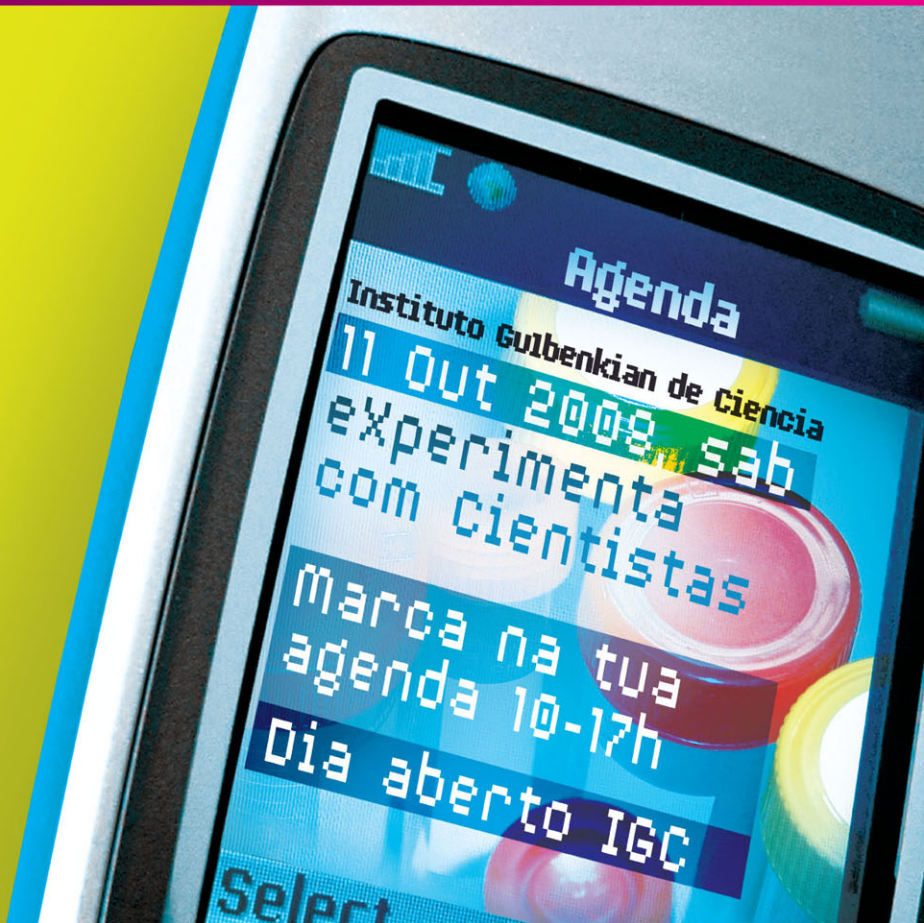 Agenda
Instituto Gulbenkian de Ciencia
11 Out 2008, Sab
eXperimenta
com Cientistas
Marca na tua
agenda 10-17h
Dia aberto IGC
Select